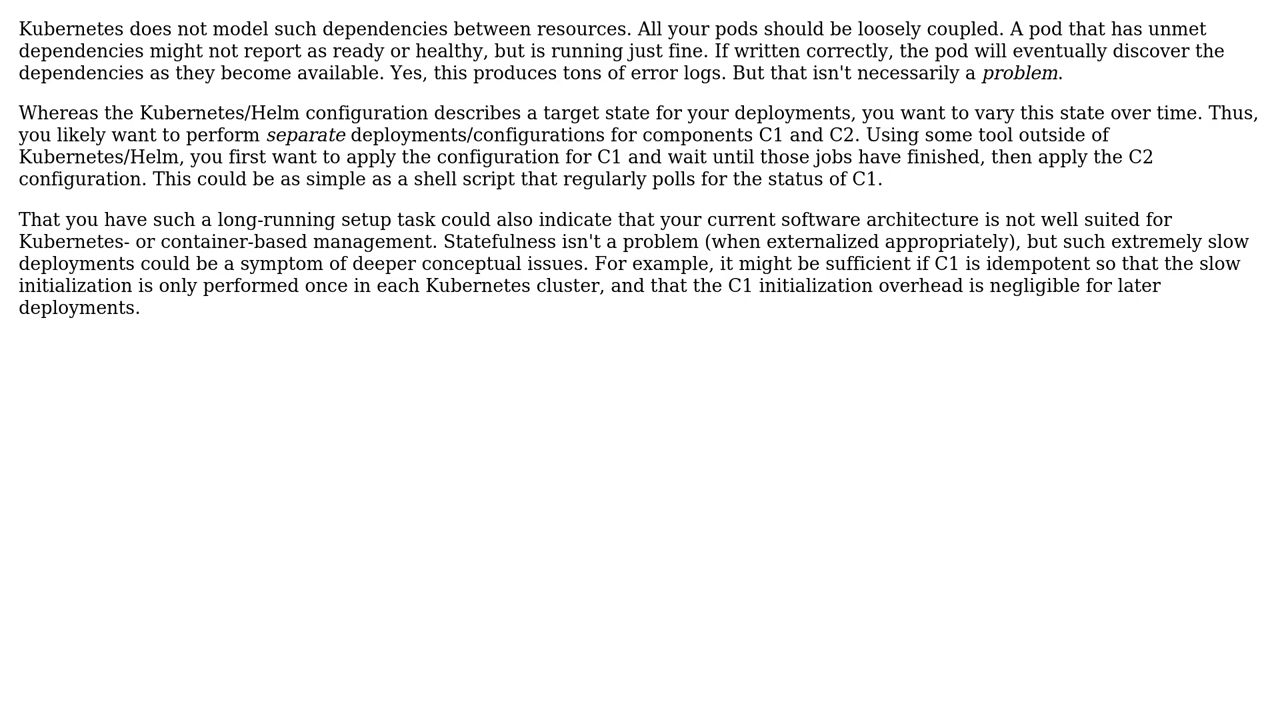 Kubernetes does not model such dependencies between resources. All your pods should be loosely coupled. A pod that has unmet
dependencies might not report as ready or healthy, but is running just fine. If written correctly, the pod will eventually discover the
dependencies as they become available. Yes, this produces tons of error logs. But that isn't necessarily a problem.
Whereas the Kubernetes/Helm configuration describes a target state for your deployments, you want to vary this state over time. Thus,
you likely want to perform separate deployments/configurations for components C1 and C2. Using some tool outside of
Kubernetes/Helm, you first want to apply the configuration for C1 and wait until those jobs have finished, then apply the C2
configuration. This could be as simple as a shell script that regularly polls for the status of C1.
That you have such a long-running setup task could also indicate that your current software architecture is not well suited for
Kubernetes- or container-based management. Statefulness isn't a problem (when externalized appropriately), but such extremely slow
deployments could be a symptom of deeper conceptual issues. For example, it might be sufficient if C1 is idempotent so that the slow
initialization is only performed once in each Kubernetes cluster, and that the C1 initialization overhead is negligible for later
deployments.